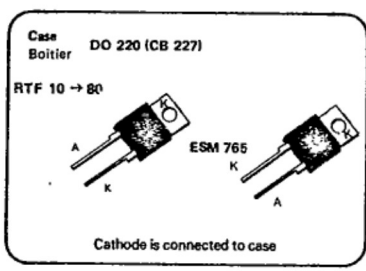 Case
Boitier
DO 220 (CB 227)
RTF 10 → 80
K
A
K
ESM 765
K
K
A
Cathode is connected to case